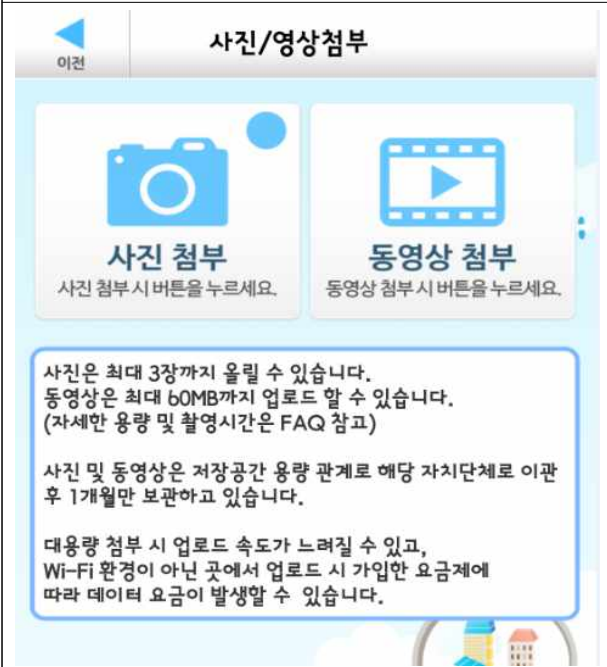 이전
사진/영상첨부
사진 첨부
사진 첨부 시 버튼을 누르세요.
동영상 첨부
동영상 첨부 시 버튼을 누르세요.
사진은 최대 3장까지 올릴 수 있습니다.
동영상은 최대 60MB까지 업로드 할 수 있습니다.
(자세한 용량 및 촬영시간은 FAQ 참고)
사진 및 동영상은 저장공간 용량 관계로 해당 자치단체로 이관
후 1개월만 보관하고 있습니다.
대용량 첨부 시 업로드 속도가 느려질 수 있고,
Wi-Fi 환경이 아닌 곳에서 업로드 시 가입한 요금제에
따라 데이터 요금이 발생할 수 있습니다.